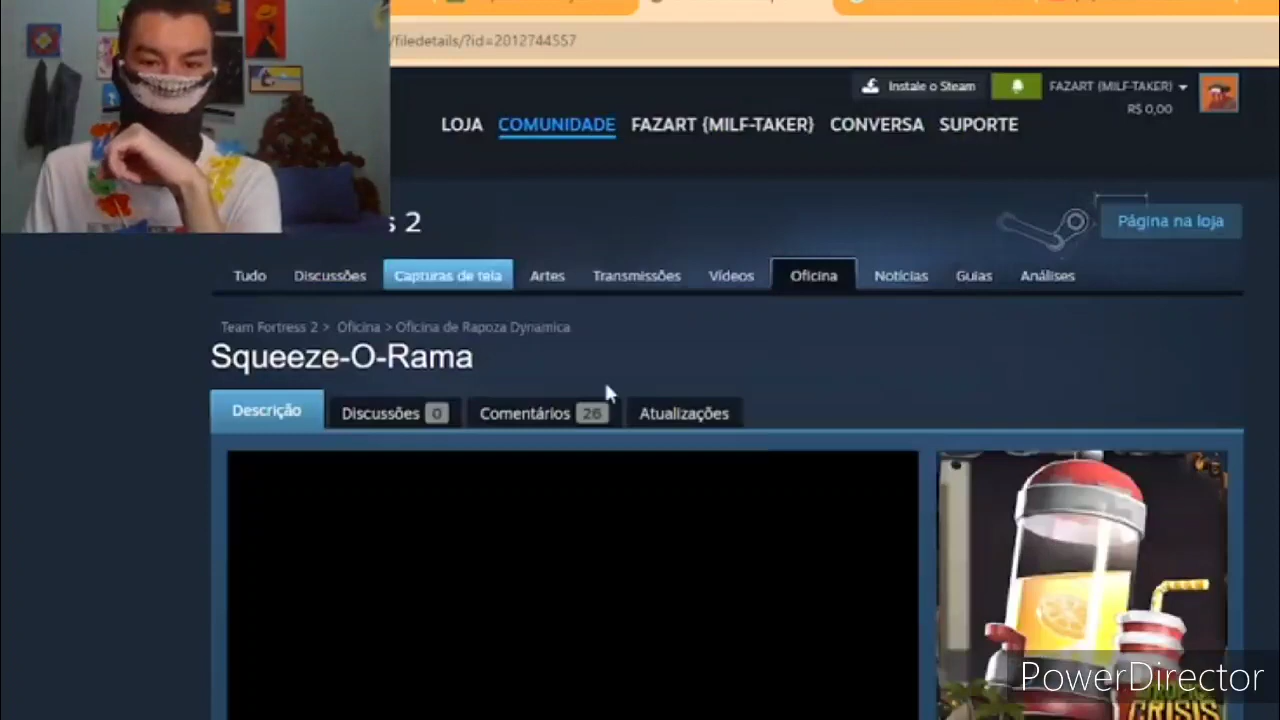 /filedetails/?id=2012744557
Instale o Steam
FAZART {MILF-TAKER}
R$ 0,00
LOJA COMUNIDADE FAZART {MILF-TAKER} CONVERSA SUPORTE
s 2
Página na loja
Tudo Discussões Capturas de tela Artes Transmissões Vídeos Oficina Notícias Guias Análises
Team Fortress 2 > Oficina > Oficina de Rapoza Dynamica
Squeeze-O-Rama
Descrição Discussões 0 Comentários 26 Atualizações
PowerDirector
CRISIS